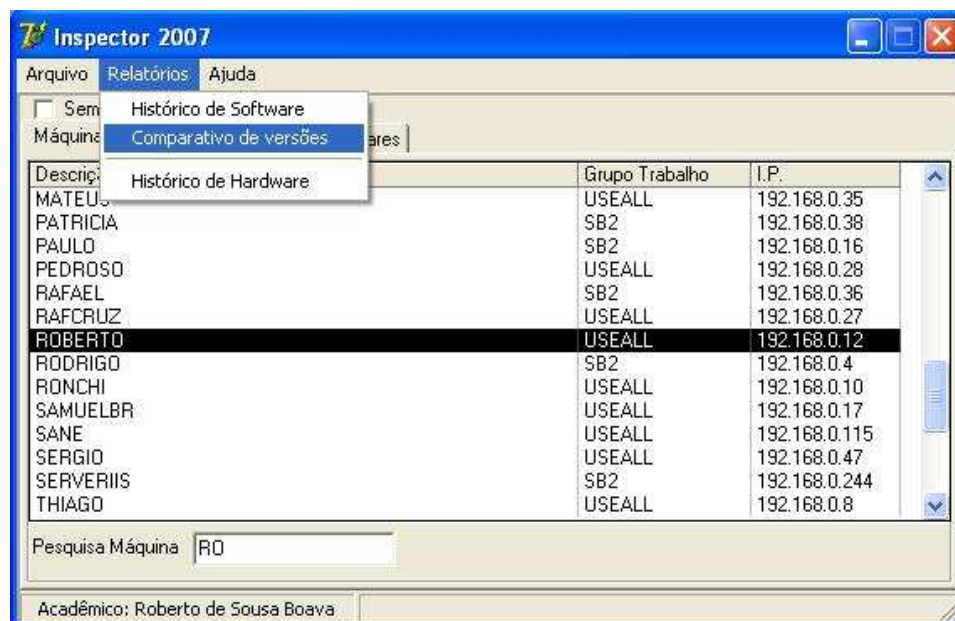 Inspector 2007
Arquivo Relatórios Ajuda
Sem
Histórico de Software
Máquina
Comparativo de versões
ares
Histórico de Hardware
Grupo Trabalho I.P.
USEALL 192.168.0.35
PATRICIA SB2 192.168.0.38
PAULO SB2 192.168.0.16
PEDROSO USEALL 192.168.0.28
RAFAEL SB2 192.168.0.36
RAFCRUZ USEALL 192.168.0.27
ROBERTO USEALL 192.168.0.12
RODRIGO SB2 192.168.0.4
RONCHI USEALL 192.168.0.10
SAMUELBR USEALL 192.168.0.17
SANE USEALL 192.168.0.115
SERGIO USEALL 192.168.0.47
SERVERIIS SB2 192.168.0.244
THIAGO USEALL 192.168.0.8
Pesquisa Máquina RO
Acadêmico: Roberto de Sousa Boava